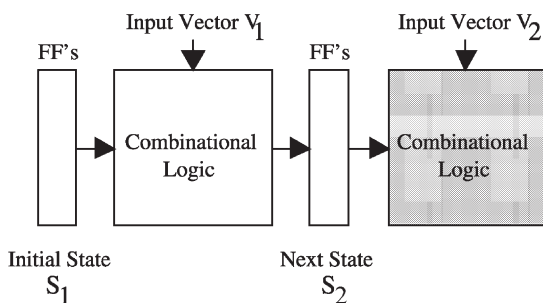 Input Vector V1
Input Vector V2
FF's
FF's
Combinational
Logic
Combinational
Logic
Initial State
S1
Next State
S2